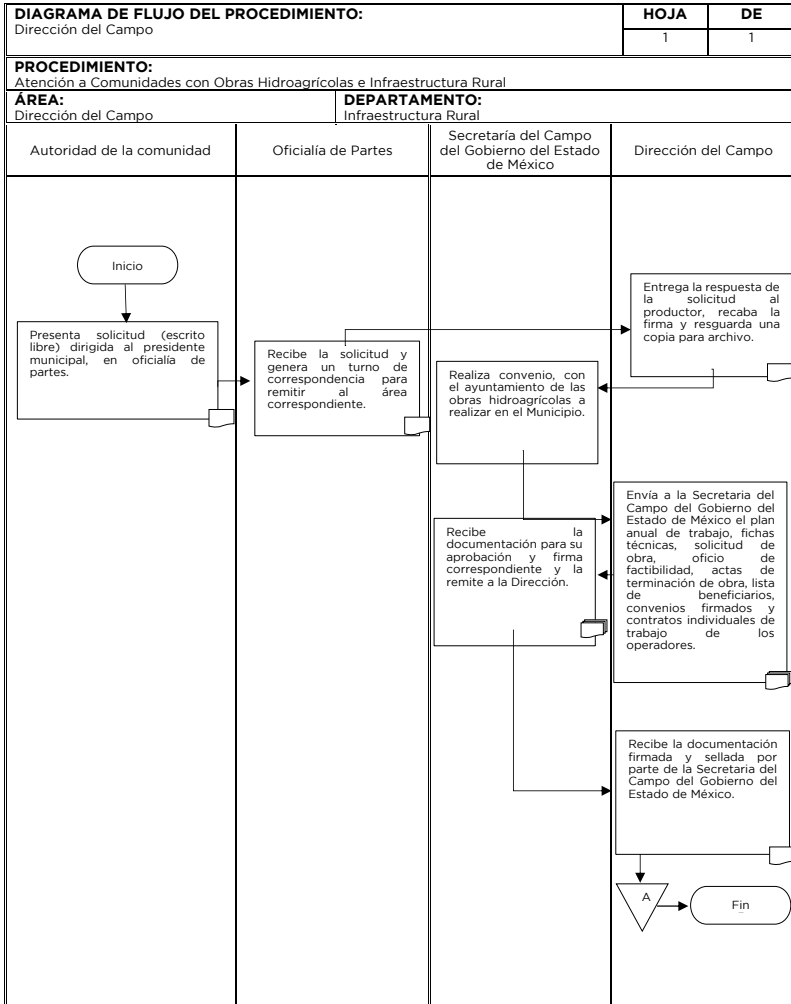 DIAGRAMA DE FLUJO DEL PROCEDIMIENTO:
Dirección del Campo
HOJA
DE
1
1
PROCEDIMIENTO:
Atención a Comunidades con Obras Hidroagrícolas e Infraestructura Rural
ÁREA:
Dirección del Campo
DEPARTAMENTO:
Infraestructura Rural
Autoridad de la comunidad
Oficialía de Partes
Secretaría del Campo
del Gobierno del Estado
de México
Dirección del Campo
Inicio
Presenta solicitud (escrito
libre) dirigida al presidente
municipal, en oficialía de
partes.
Recibe la solicitud y
genera un turno de
correspondencia para
remitir al área
correspondiente.
Entrega la respuesta de
la solicitud al
productor, recaba la
firma y resguarda una
copia para archivo.
Realiza convenio, con
el ayuntamiento de las
obras hidroagrícolas a
realizar en el Municipio.
Envía a la Secretaria del
Campo del Gobierno del
Estado de México el plan
anual de trabajo, fichas
técnicas, solicitud de
obra, oficio de
factibilidad, actas de
terminación de obra, lista
de beneficiarios,
convenios firmados y
contratos individuales de
trabajo de los
operadores.
Recibe la
documentación para su
aprobación y firma
correspondiente y la
remite a la Dirección.
Recibe la documentación
firmada y sellada por
parte de la Secretaria del
Campo del Gobierno del
Estado de México.
A
Fin